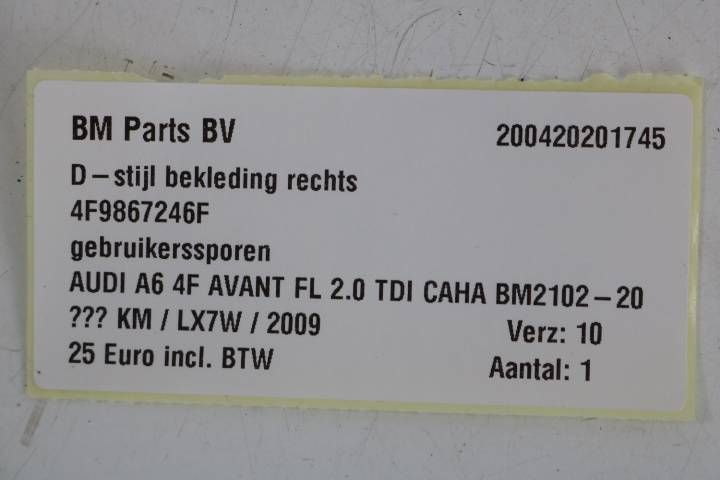 BM Parts BV 200420201745
D-stijl bekleding rechts
4F9867246F
gebruikerssporen
AUDI A6 4F AVANT FL 2.0 TDI CAHA BM2102-20
??? KM / LX7W / 2009 Verz: 10
25 Euro incl. BTW Aantal: 1